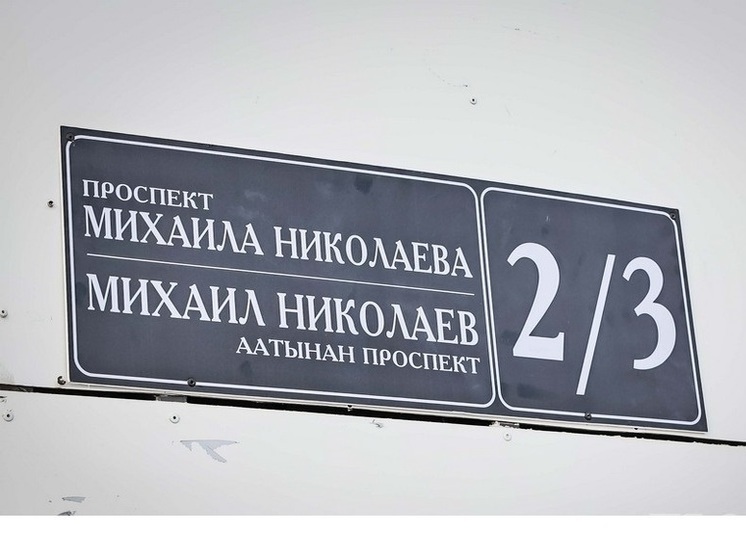 ПРОСПЕКТ
МИХАИЛА НИКОЛАЕВА
МИХАИЛ НИКОЛАЕВ
ААТЫНАН ПРОСПЕКТ
2/3